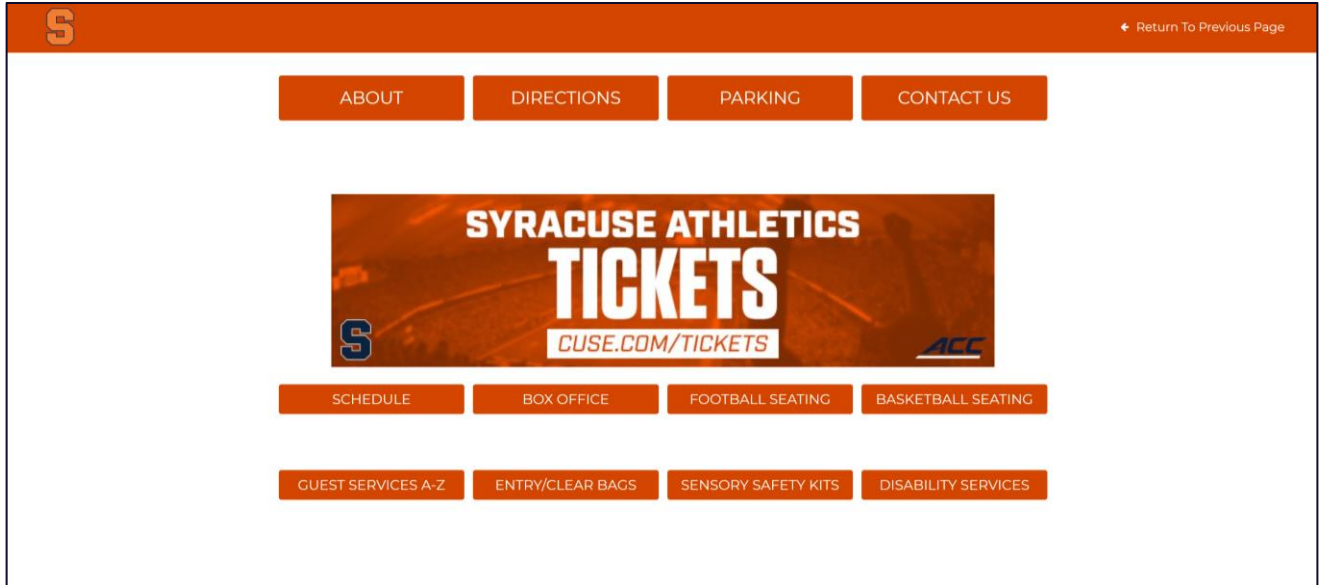 S
← Return To Previous Page
ABOUT DIRECTIONS PARKING CONTACT US
SYRACUSE ATHLETICS
TICKETS
CUSE.COM/TICKETS
S ACC
SCHEDULE BOX OFFICE FOOTBALL SEATING BASKETBALL SEATING
GUEST SERVICES A-Z ENTRY/CLEAR BAGS SENSORY SAFETY KITS DISABILITY SERVICES